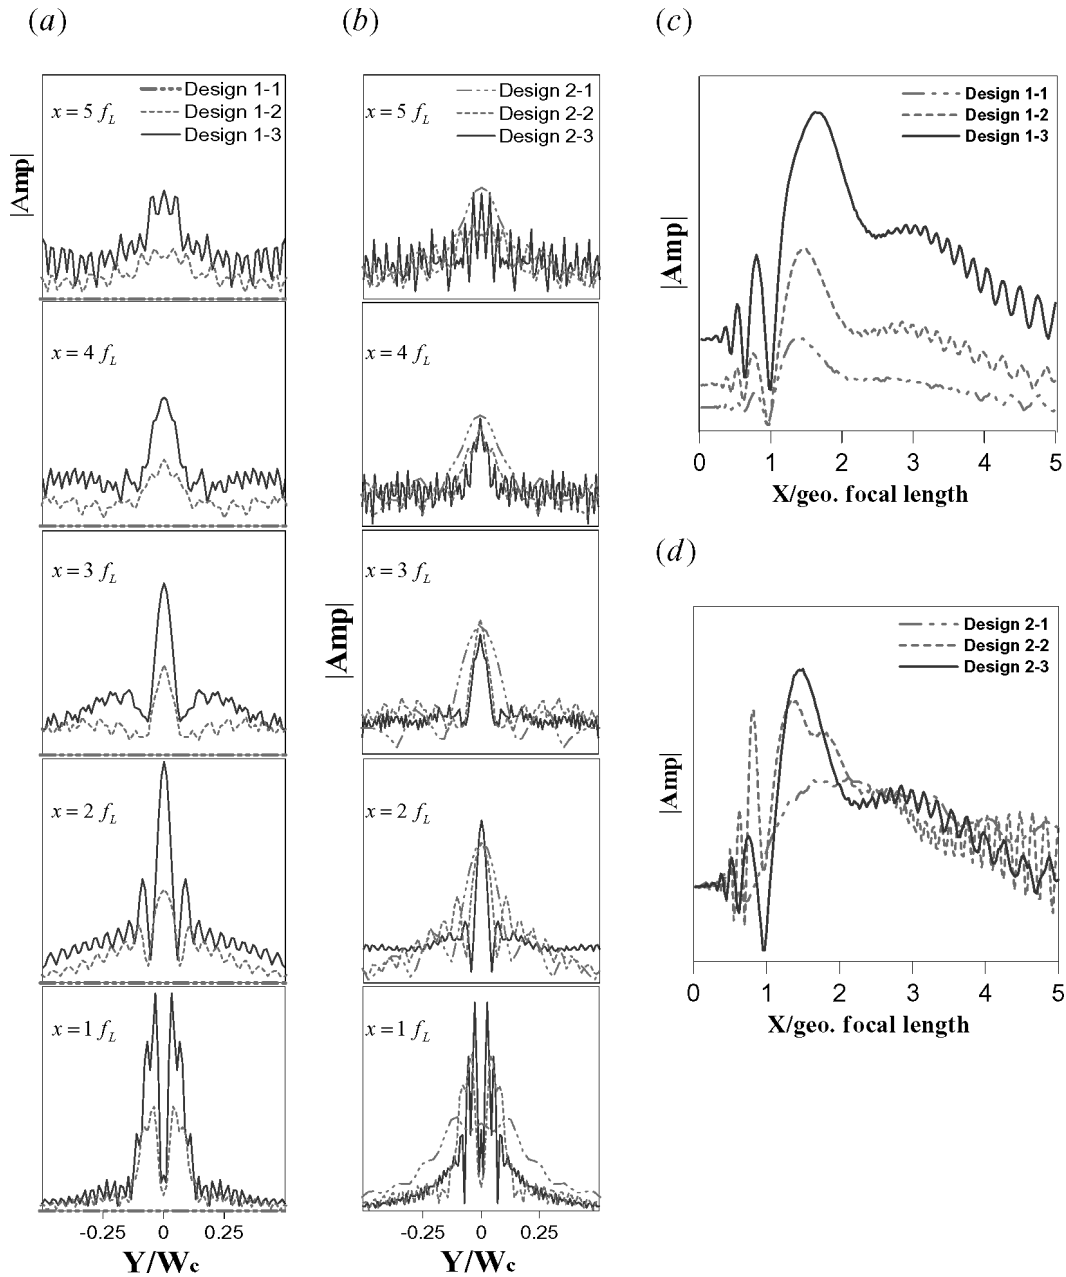 (a)
|Amp|
Design 1-1
Design 1-2
Design 1-3
x = 5 f_L
x = 4 f_L
x = 3 f_L
x = 2 f_L
x = 1 f_L
-0.25 0 0.25
Y/Wc
(b)
|Amp|
Design 2-1
Design 2-2
Design 2-3
x = 5 f_L
x = 4 f_L
x = 3 f_L
x = 2 f_L
x = 1 f_L
-0.25 0 0.25
Y/Wc
(c)
|Amp|
Design 1-1
Design 1-2
Design 1-3
0 1 2 3 4 5
X/geo. focal length
(d)
|Amp|
Design 2-1
Design 2-2
Design 2-3
0 1 2 3 4 5
X/geo. focal length